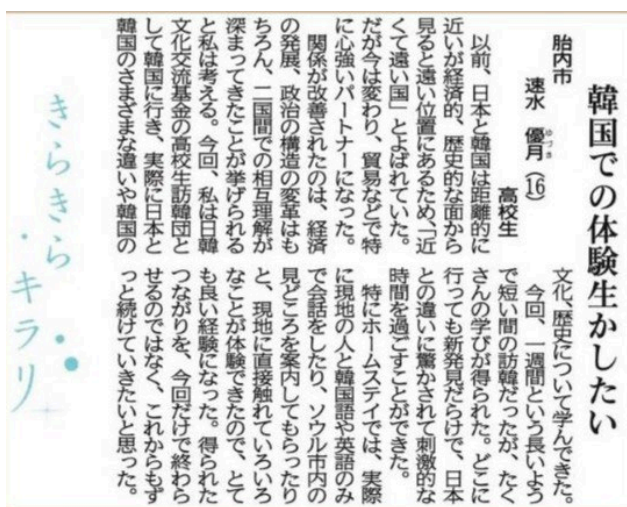 韓国での体験生かしたい
胎内市
速水 優月(16)
ゆづき
高校生
以前、日本と韓国は距離的に
近いが経済的、歴史的な面から
見ると遠い位置にあるため、「近
くて遠い国」とよばれていた。
だが今は変わり、貿易などで特
に心強いパートナーになった。
関係が改善されたのは、経済
の発展、政治の構造の変革はも
ちろん、二国間での相互理解が
深まってきたことが挙げられる
と私は考える。今回、私は日韓
文化交流基金の高校生訪韓団と
して韓国に行き、実際に日本と
韓国のさまざまな違いや韓国の
文化、歴史について学んできた。
今回、一週間という長いよう
で短い間の訪韓だったが、たく
さんの学びが得られた。どこに
行っても新発見だらけで、日本
との違いに驚かされて刺激的な
時間を過ごすことができた。
特にホームステイでは、実際
に現地の人と韓国語や英語のみ
で会話をしたり、ソウル市内の
見どころを案内してもらったり
と、現地に直接触れていろいろ
なことが体験できたので、とて
も良い経験になった。得られた
つながりを、今回だけで終わら
せるのではなく、これからもず
っと続けていきたいと思った。
きらきら
・キラリ